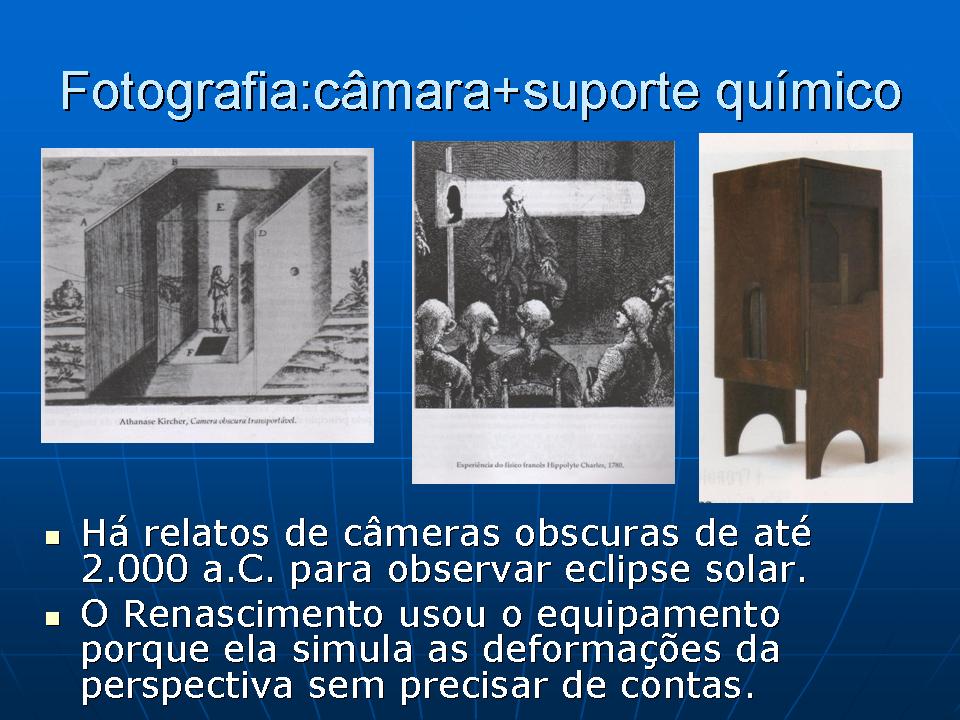 Fotografia:câmara+suporte químico
A
B
C
E
D
F
Athanase Kircher, Camera obscura transportável.
Experiência do físico francês Hippolyte Charles, 1780.
Há relatos de câmeras obscuras de até
2.000 a.C. para observar eclipse solar.
O Renascimento usou o equipamento
porque ela simula as deformações da
perspectiva sem precisar de contas.